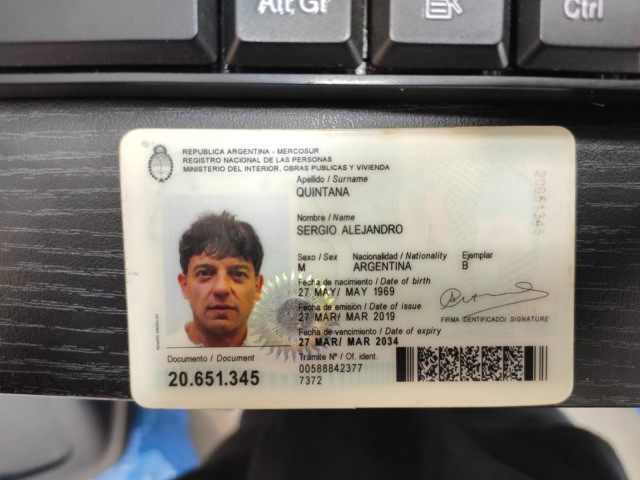 Alt Gr
Ctrl
REPUBLICA ARGENTINA - MERCOSUR
REGISTRO NACIONAL DE LAS PERSONAS
MINISTERIO DEL INTERIOR, OBRAS PUBLICAS Y VIVIENDA
Apellido / Surname
QUINTANA
Nombre / Name
SERGIO ALEJANDRO
Sexo / Sex Nacionalidad / Nationality Ejemplar
M ARGENTINA B
Fecha de nacimiento / Date of birth
27 MAY/ MAY 1969
Fecha de emisión / Date of issue
27 MAR/ MAR 2019
Fecha de vencimiento / Date of expiry
27 MAR/ MAR 2034
FIRMA IDENTIFICADO/ SIGNATURE
Documento / Document
20.651.345
Trámite Nº / Of. ident.
00588842377
7372
20651345